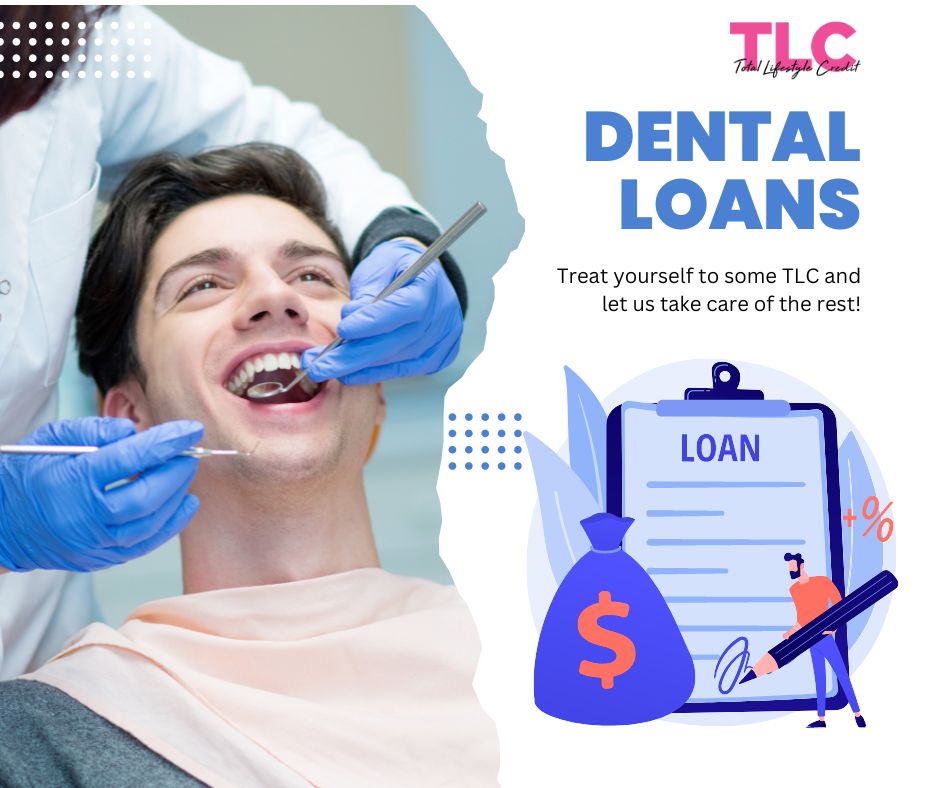 TLC
Total Lifestyle Credit
DENTAL
LOANS
Treat yourself to some TLC and
let us take care of the rest!
LOAN
+%
$